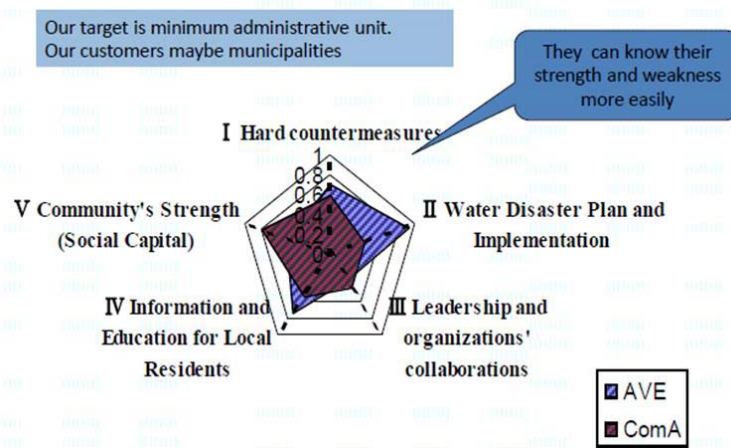 Our target is minimum administrative unit.
Our customers maybe municipalities
They can know their
strength and weakness
more easily
Ⅰ Hard countermeasures
1
0.8
0.6
0.4
0.2
0
Ⅴ Community's Strength
(Social Capital)
Ⅱ Water Disaster Plan and
Implementation
Ⅳ Information and
Education for Local
Residents
Ⅲ Leadership and
organizations'
collaborations
AVE
ComA